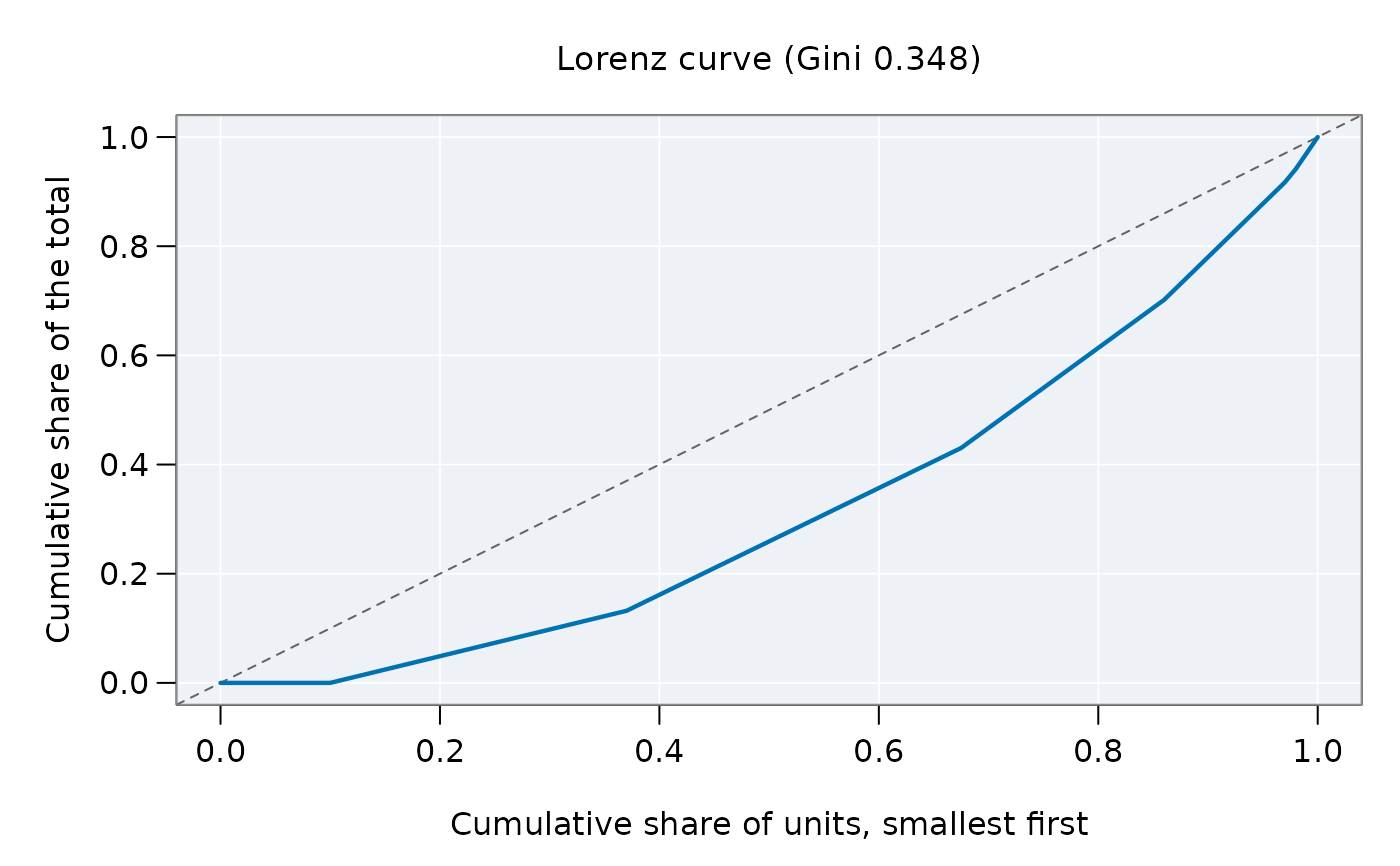 Lorenz curve (Gini 0.348)
Cumulative share of the total
1.0
0.8
0.6
0.4
0.2
0.0
0.0 0.2 0.4 0.6 0.8 1.0
Cumulative share of units, smallest first